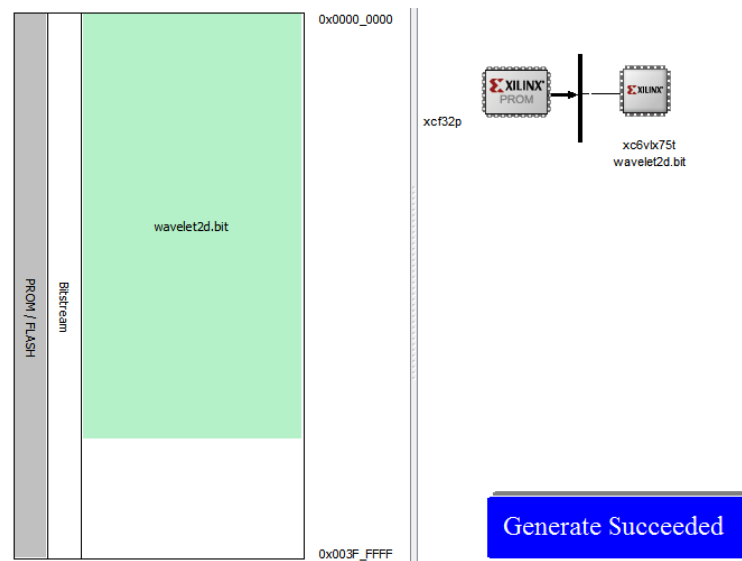 0x0000_0000
wavelet2d.bit
PROM / FLASH
Bitstream
0x003F_FFFF
XILINX
PROM
xcf32p
XILINX
xc6vlx75t
wavelet2d.bit
Generate Succeeded